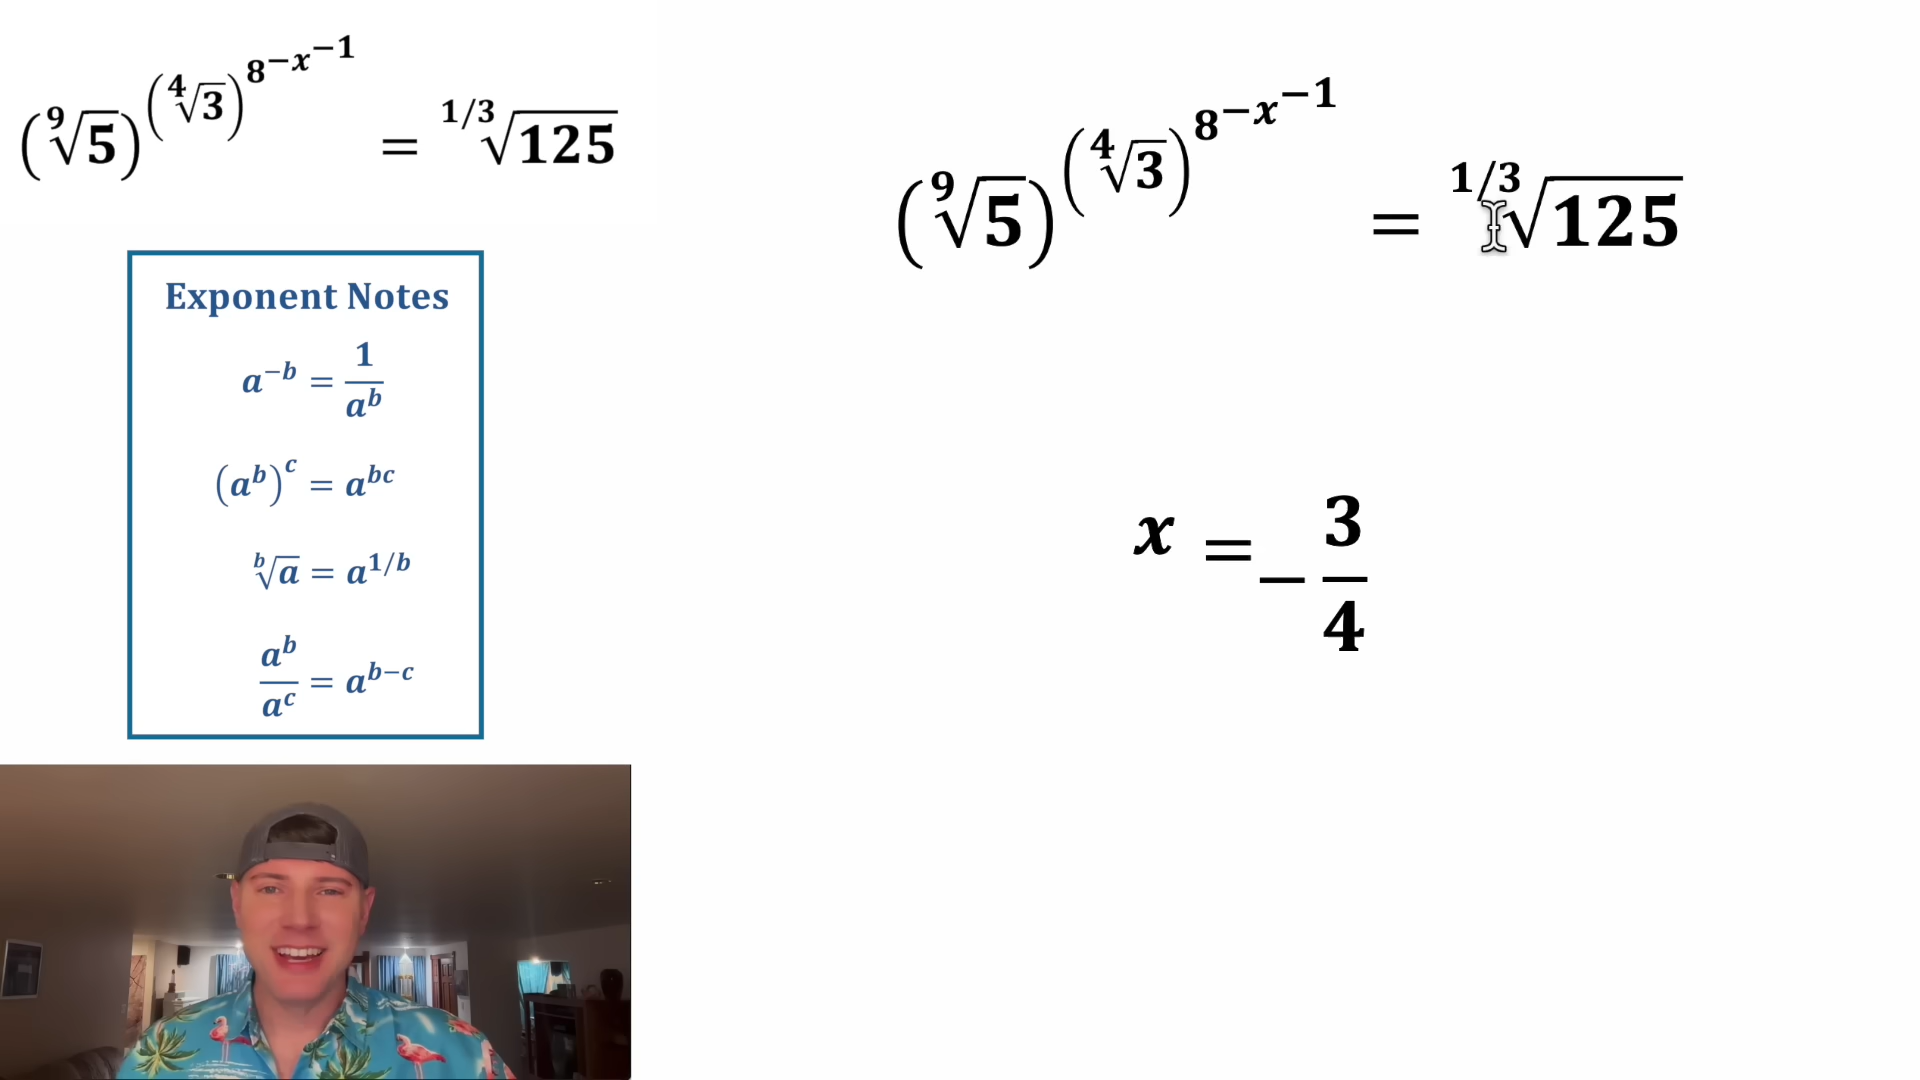 (⁹√5)^(⁴√3)^8^−x^−1 = ^1/3√125
Exponent Notes
a^−b = 1/a^b
(a^b)^c = a^bc
^b√a = a^1/b
a^b/a^c = a^b−c
(⁹√5)^(⁴√3)^8^−x^−1 = ^1/3√125
x = −3/4